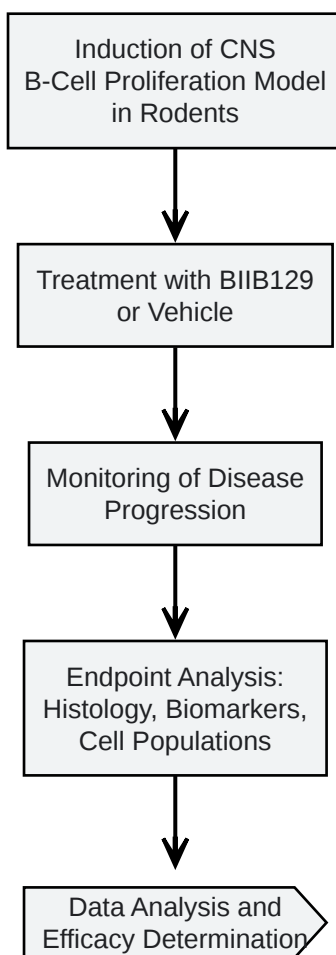 Induction of CNS
B-Cell Proliferation Model
in Rodents
Treatment with BIIB129
or Vehicle
Monitoring of Disease
Progression
Endpoint Analysis:
Histology, Biomarkers,
Cell Populations
Data Analysis and
Efficacy Determination